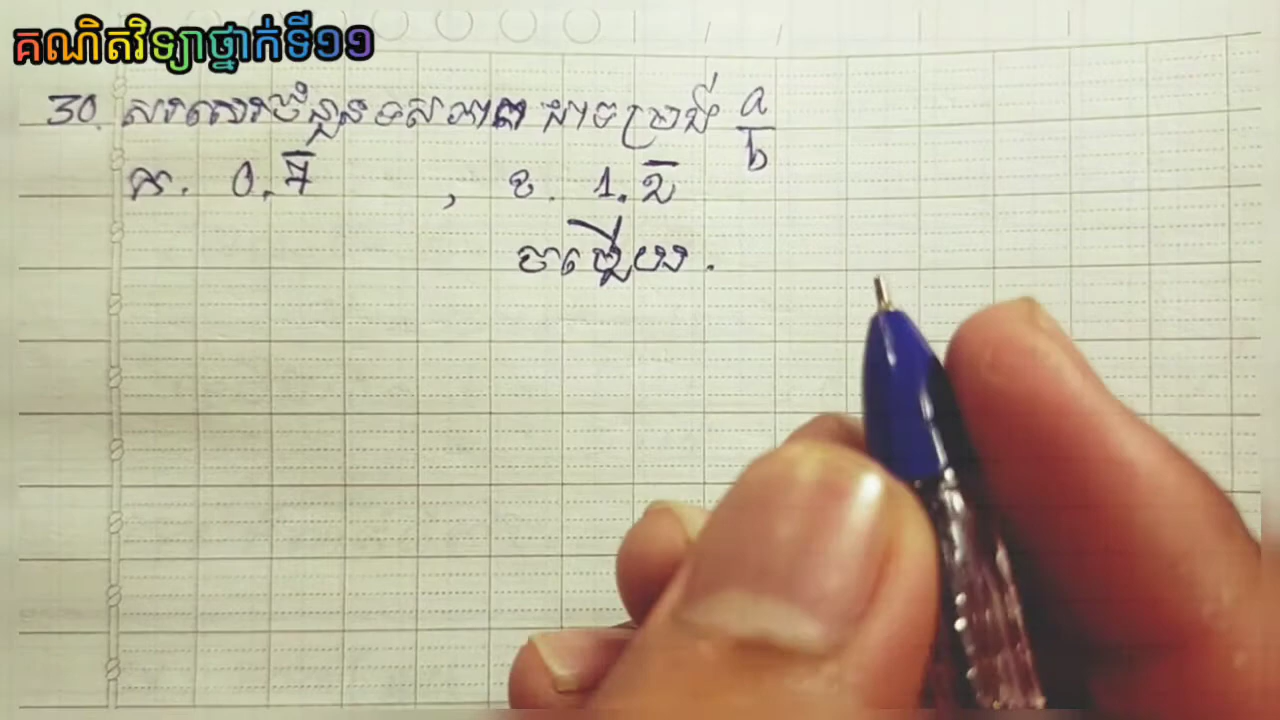 គណិតវិទ្យាថ្នាក់ទី១១
30. សរសេរចំនួនទសភាគ ជាទម្រង់ a/b
ក. 0.7̅ , ខ. 1.2̅
ចម្លើយ.